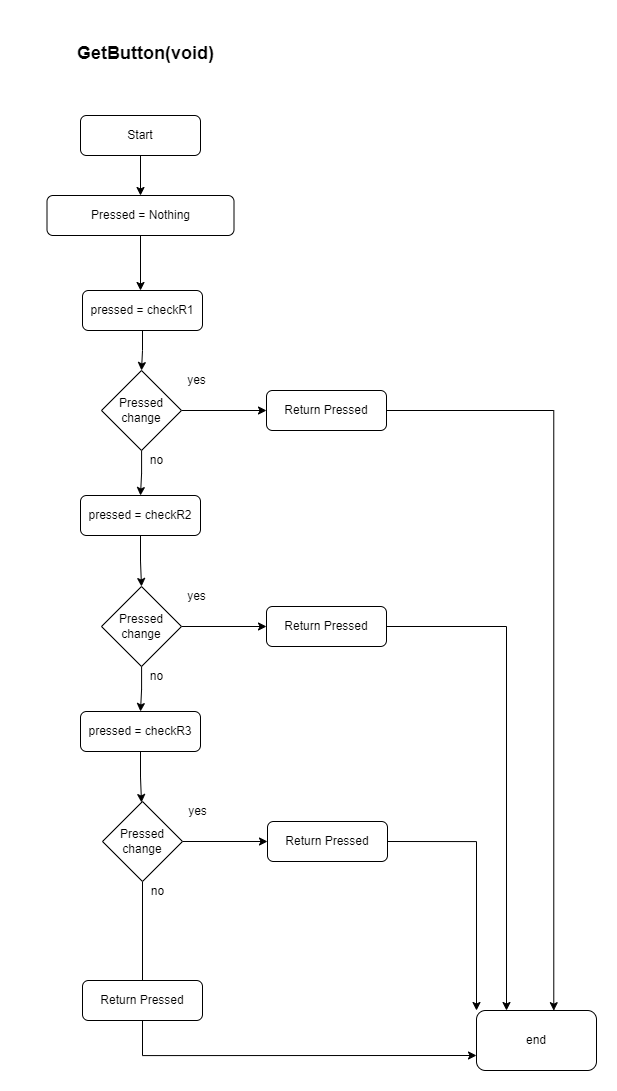 GetButton(void)
Start
Pressed = Nothing
pressed = checkR1
yes
Pressed
change
Return Pressed
no
pressed = checkR2
yes
Pressed
change
Return Pressed
no
pressed = checkR3
yes
Pressed
change
Return Pressed
no
Return Pressed
end